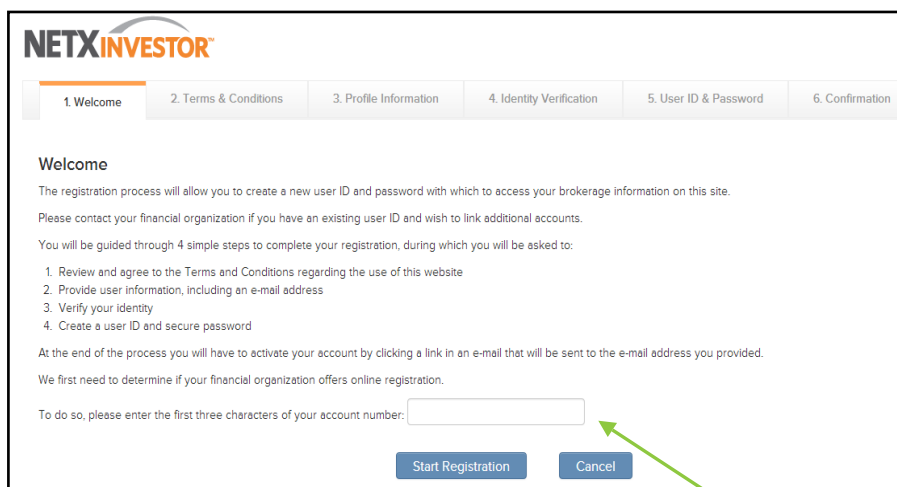 NETXINVESTOR™
1. Welcome
2. Terms & Conditions
3. Profile Information
4. Identity Verification
5. User ID & Password
6. Confirmation
Welcome
The registration process will allow you to create a new user ID and password with which to access your brokerage information on this site.
Please contact your financial organization if you have an existing user ID and wish to link additional accounts.
You will be guided through 4 simple steps to complete your registration, during which you will be asked to:
1. Review and agree to the Terms and Conditions regarding the use of this website
2. Provide user information, including an e-mail address
3. Verify your identity
4. Create a user ID and secure password
At the end of the process you will have to activate your account by clicking a link in an e-mail that will be sent to the e-mail address you provided.
We first need to determine if your financial organization offers online registration.
To do so, please enter the first three characters of your account number:
Start Registration
Cancel